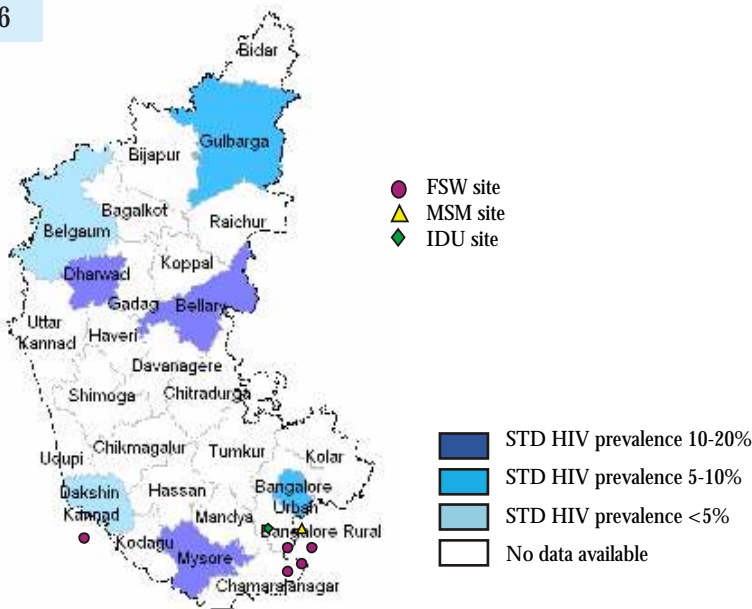 6
Bidar
Gulbarga
Bijapur
Bagalkot
Raichur
Belgaum
Koppal
Dharwad
Gadag
Bellary
Uttar
Kannad
Haveri
Davanagere
Shimoga
Chitradurga
Chikmagalur
Tumkur
Kolar
Udupi
Bangalore
Urban
Dakshin
Kannad
Hassan
Mandya
Bangalore Rural
Kodagu
Mysore
Chamarajanagar
FSW site
MSM site
IDU site
STD HIV prevalence 10-20%
STD HIV prevalence 5-10%
STD HIV prevalence <5%
No data available